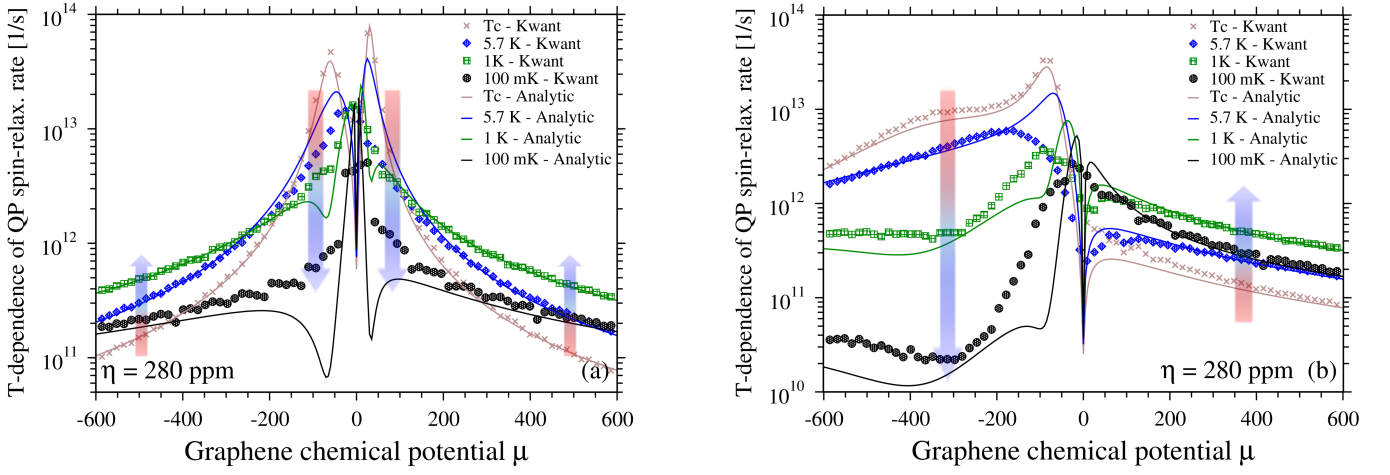 T-dependence of QP spin-relax. rate [1/s]
10^14
10^13
10^12
10^11
Tc - Kwant
5.7 K - Kwant
1K - Kwant
100 mK - Kwant
Tc - Analytic
5.7 K - Analytic
1 K - Analytic
100 mK - Analytic
η = 280 ppm
(a)
-600 -400 -200 0 200 400 600
Graphene chemical potential μ
T-dependence of QP spin-relax. rate [1/s]
10^14
10^13
10^12
10^11
10^10
Tc - Kwant
5.7 K - Kwant
1K - Kwant
100 mK - Kwant
Tc - Analytic
5.7 K - Analytic
1 K - Analytic
100 mK - Analytic
η = 280 ppm (b)
-600 -400 -200 0 200 400 600
Graphene chemical potential μ